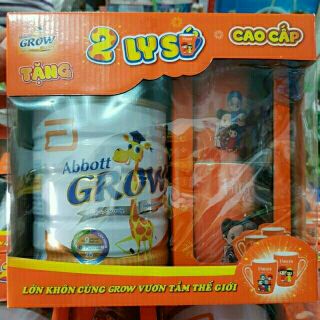 GROW
TẶNG
2 LY SỨ
CAO CẤP
Abbott
GROW
LỚN KHÔN CÙNG GROW VƯƠN TẦM THẾ GIỚI